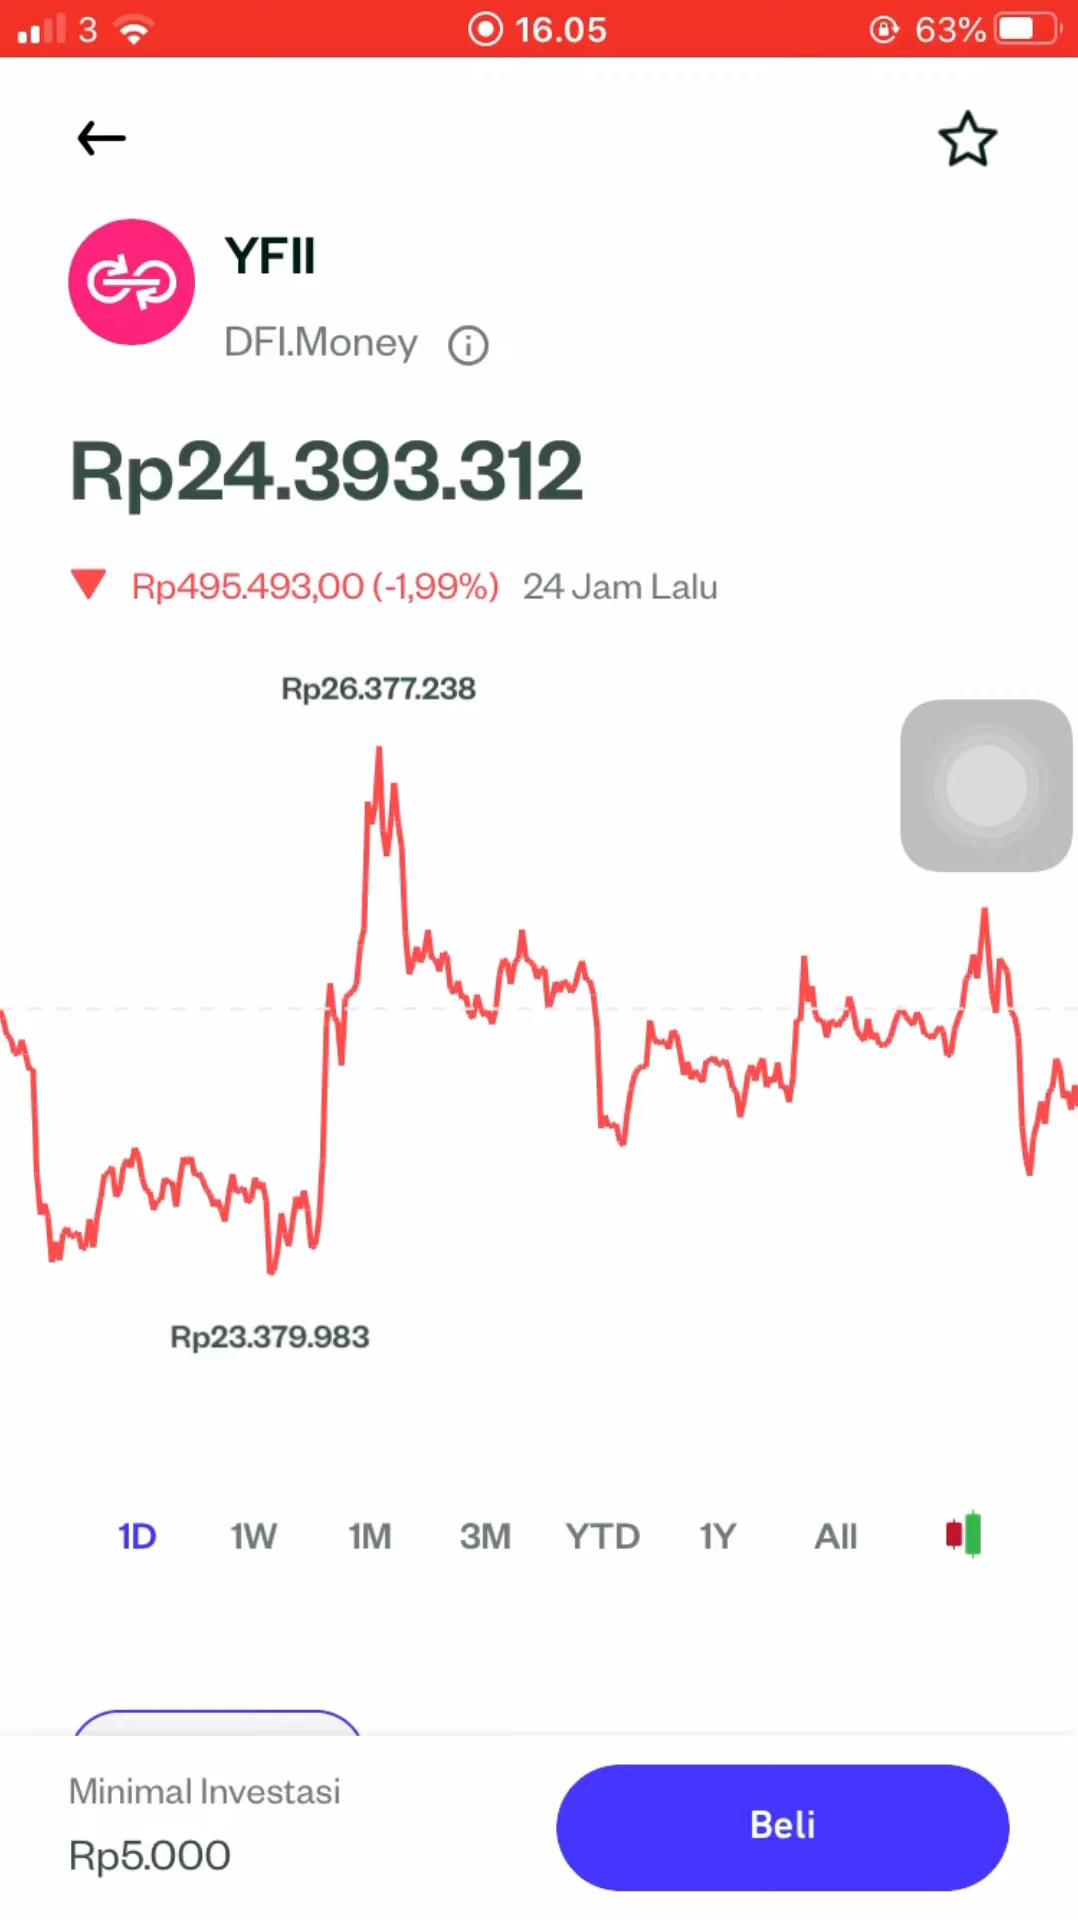 3 16.05 63%
YFII
DFI.Money
Rp24.393.312
Rp495.493,00 (-1,99%) 24 Jam Lalu
Rp26.377.238
Rp23.379.983
1D 1W 1M 3M YTD 1Y All
Minimal Investasi
Rp5.000
Beli